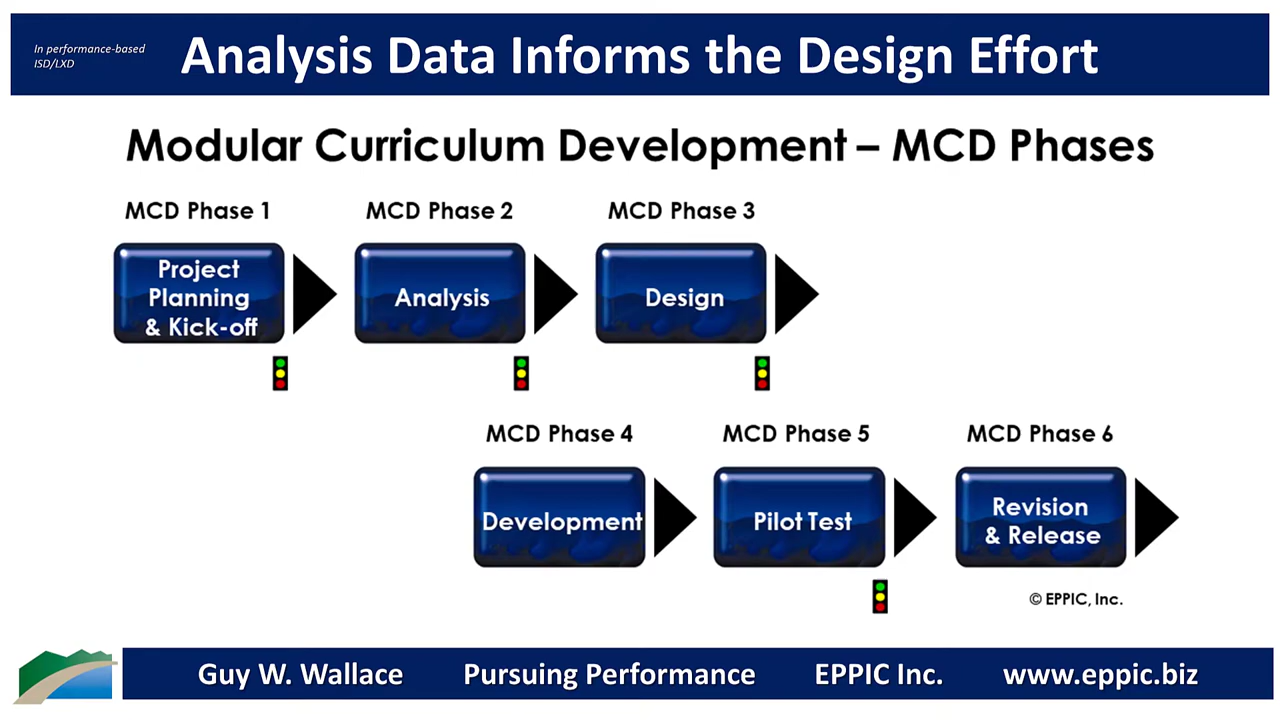 In performance-based
ISD/LXD
Analysis Data Informs the Design Effort
Modular Curriculum Development – MCD Phases
MCD Phase 1
MCD Phase 2
MCD Phase 3
Project
Planning
& Kick-off
Analysis
Design
MCD Phase 4
MCD Phase 5
MCD Phase 6
Development
Pilot Test
Revision
& Release
© EPPIC, Inc.
Guy W. Wallace Pursuing Performance EPPIC Inc. www.eppic.biz